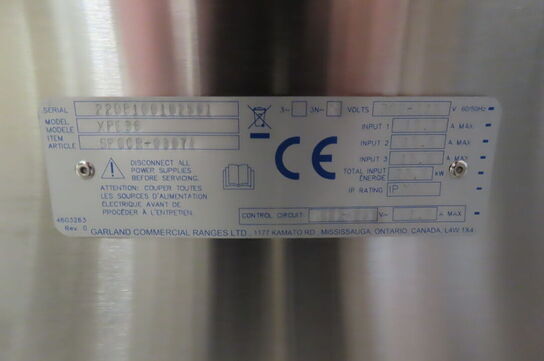 SERIAL
3~ 3N~ VOLTS V 60/50Hz
MODEL
MODELE XPE36
ITEM
ARTICLE
INPUT 1 A MAX.
INPUT 2 A MAX.
INPUT 3 A MAX.
TOTAL INPUT
ENERGIE kW
IP RATING IP
CE
DISCONNECT ALL
POWER SUPPLIES
BEFORE SERVICING.
ATTENTION: COUPER TOUTES
LES SOURCES D'ALIMENTATION
ÉLECTRIQUE AVANT DE
PROCÉDER À L'ENTRETIEN.
CONTROL CIRCUIT V~ A MAX
4603263
Rev. 0
GARLAND COMMERCIAL RANGES LTD., 1177 KAMATO RD., MISSISSAUGA, ONTARIO, CANADA, L4W 1X4